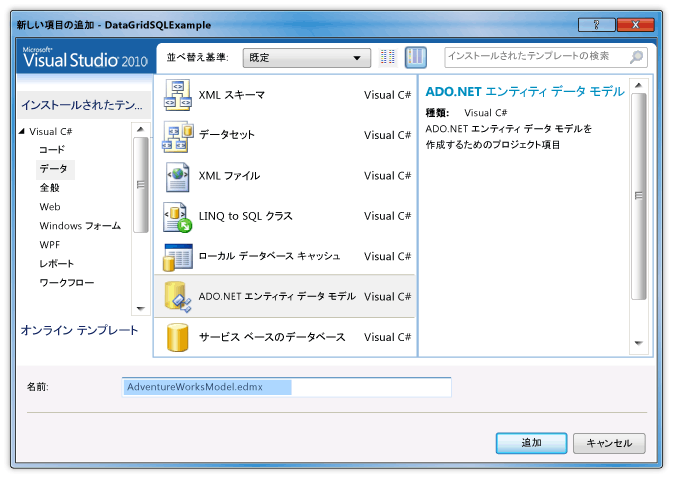 新しい項目の追加 - DataGridSQLExample
Microsoft
Visual Studio 2010
並べ替え基準: 既定
インストールされたテンプレートの検索
インストールされたテン...
Visual C#
コード
データ
全般
Web
Windows フォーム
WPF
レポート
ワークフロー
オンライン テンプレート
XML スキーマ Visual C#
データセット Visual C#
XML ファイル Visual C#
LINQ to SQL クラス Visual C#
ローカル データベース キャッシュ Visual C#
ADO.NET エンティティ データ モデル Visual C#
サービス ベースのデータベース Visual C#
ADO.NET エンティティ データ モデル
種類: Visual C#
ADO.NET エンティティ データ モデルを
作成するためのプロジェクト項目
名前: AdventureWorksModel.edmx
追加 キャンセル